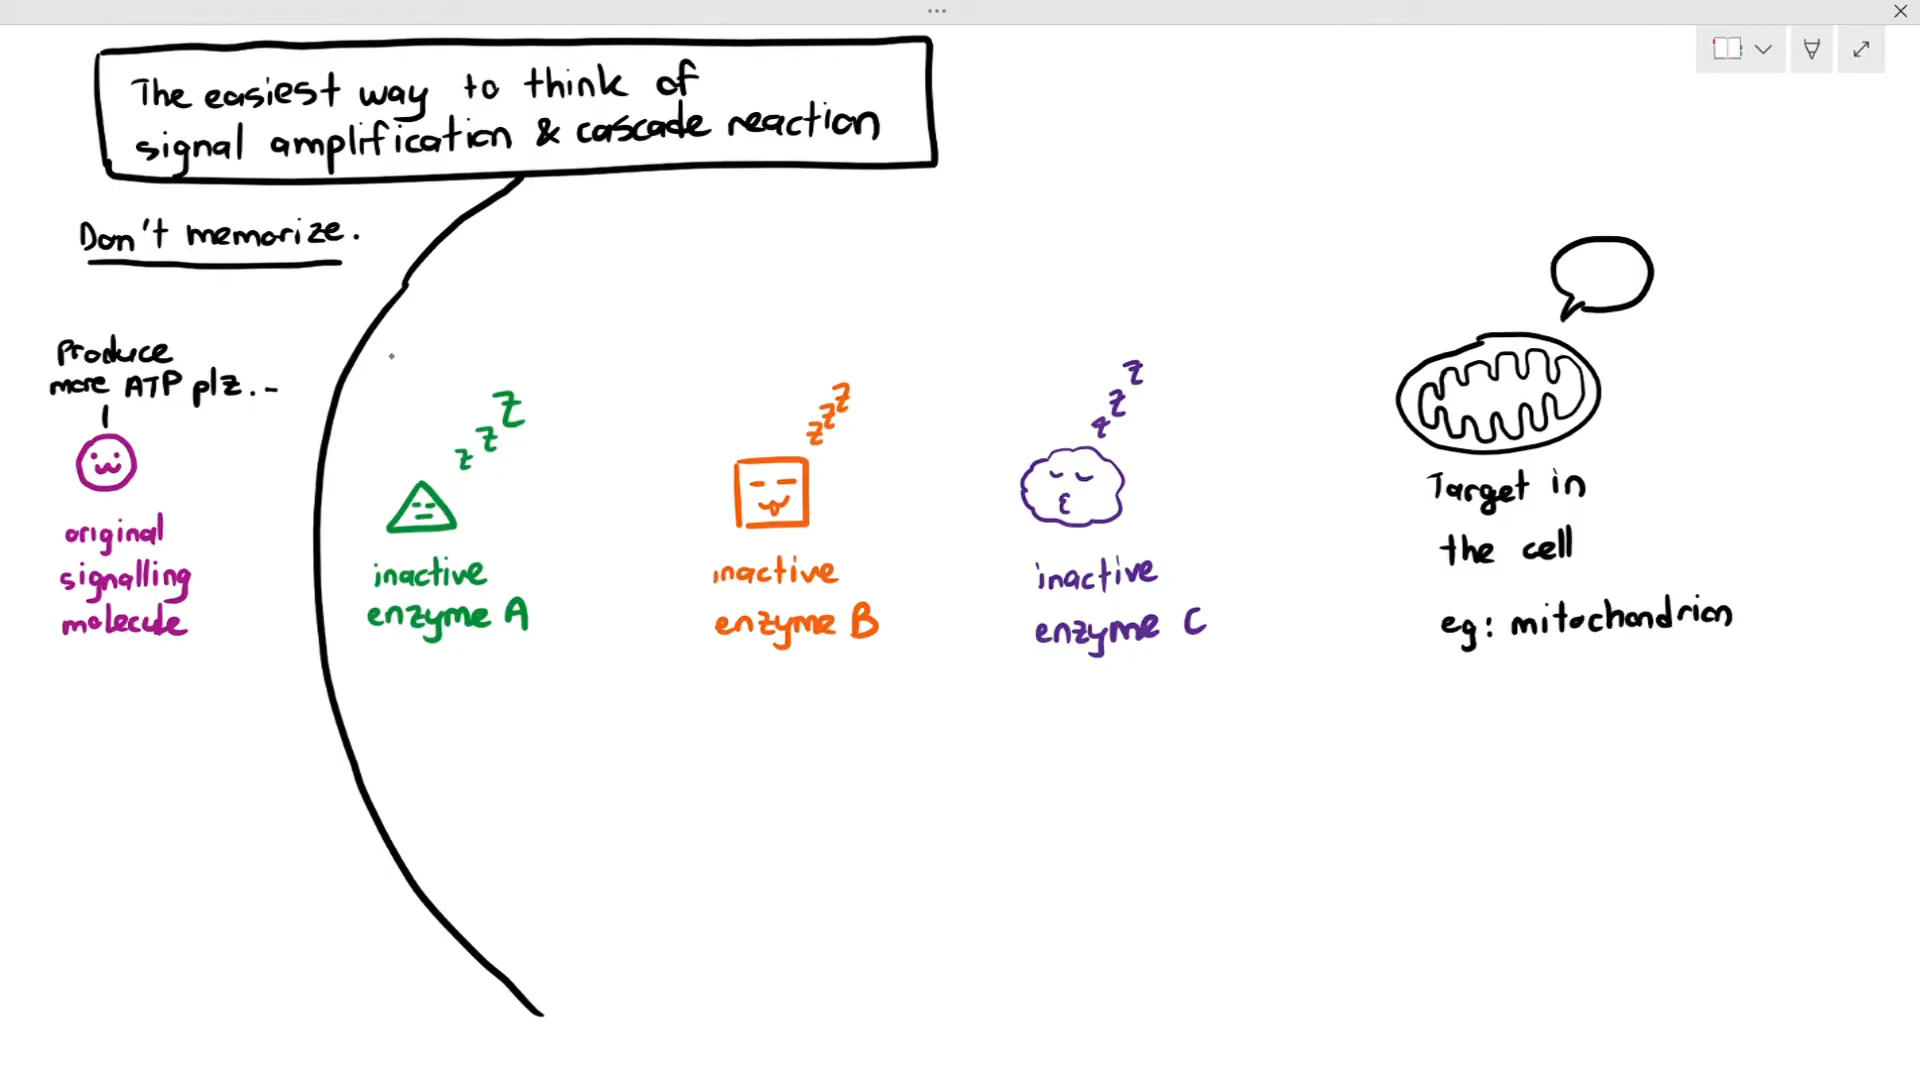 The easiest way to think of
signal amplification & cascade reaction
Don't memorize.
Produce
more ATP plz..
original
signalling
molecule
z z Z
inactive
enzyme A
z z z
inactive
enzyme B
z z z
inactive
enzyme C
Target in
the cell
eg: mitochondrion